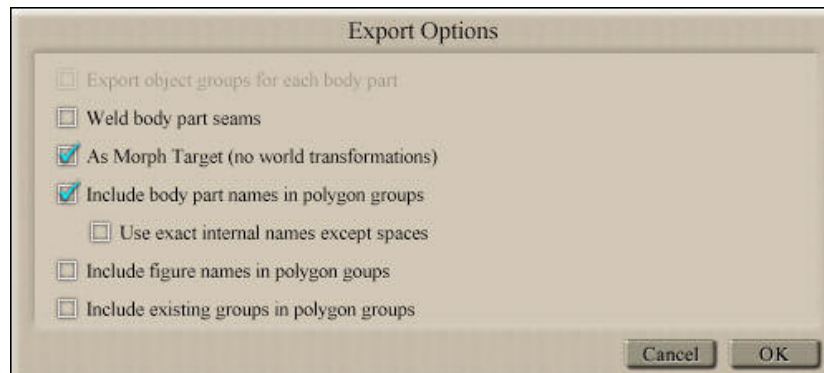 Export Options
Export object groups for each body part
Weld body part seams
As Morph Target (no world transformations)
Include body part names in polygon groups
Use exact internal names except spaces
Include figure names in polygon goups
Include existing groups in polygon groups
Cancel OK